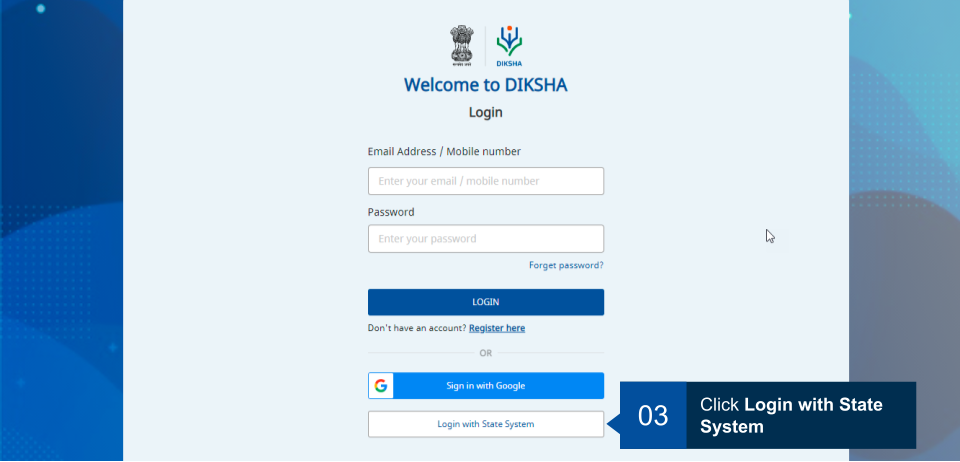 DIKSHA
Welcome to DIKSHA
Login
Email Address / Mobile number
Enter your email / mobile number
Password
Enter your password
Forget password?
LOGIN
Don't have an account? Register here
OR
Sign in with Google
Login with State System
03
Click Login with State
System